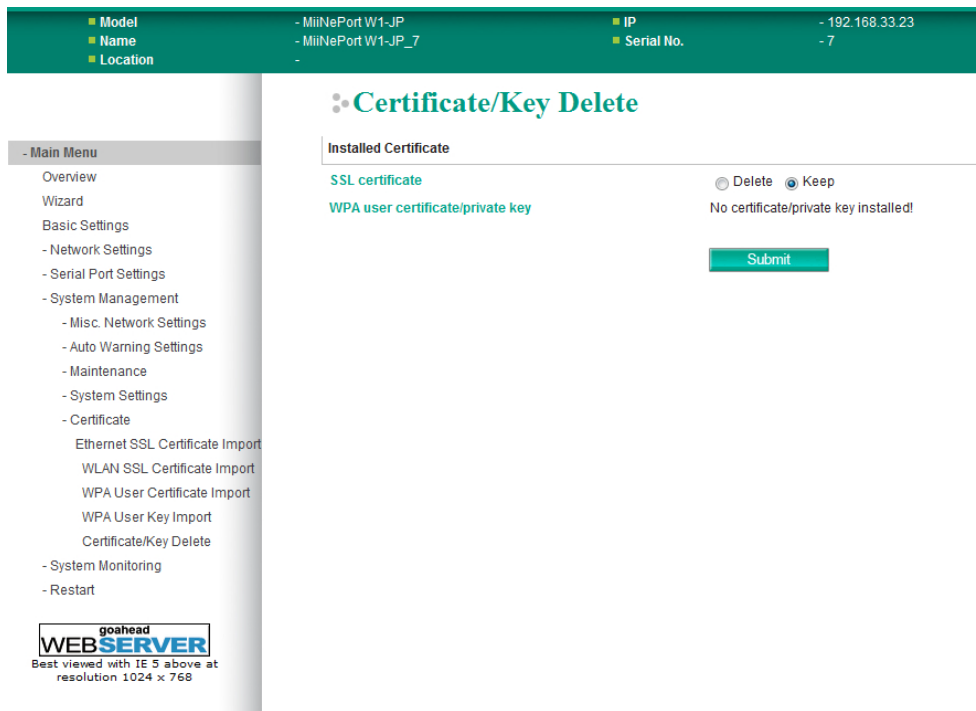 Model - MiiNePort W1-JP IP - 192.168.33.23
Name - MiiNePort W1-JP_7 Serial No. - 7
Location -
Certificate/Key Delete
- Main Menu
Overview
Wizard
Basic Settings
- Network Settings
- Serial Port Settings
- System Management
- Misc. Network Settings
- Auto Warning Settings
- Maintenance
- System Settings
- Certificate
Ethernet SSL Certificate Import
WLAN SSL Certificate Import
WPA User Certificate Import
WPA User Key Import
Certificate/Key Delete
- System Monitoring
- Restart
goahead
WEBSERVER
Best viewed with IE 5 above at
resolution 1024 x 768
Installed Certificate
SSL certificate Delete Keep
WPA user certificate/private key No certificate/private key installed!
Submit